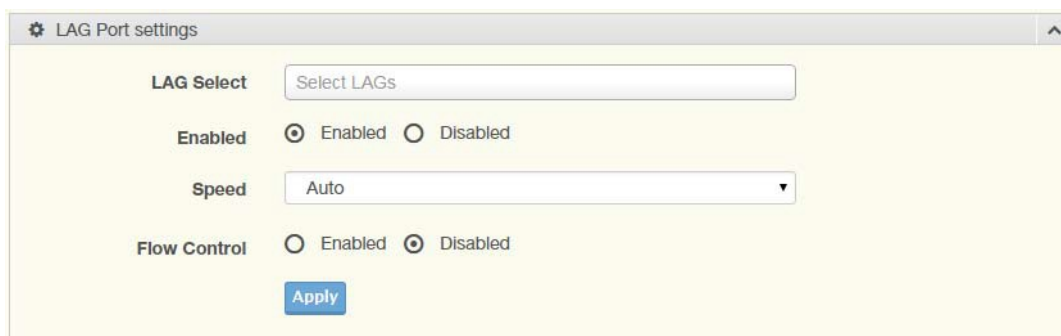 LAG Port settings
LAG Select Select LAGs
Enabled Enabled Disabled
Speed Auto
Flow Control Enabled Disabled
Apply